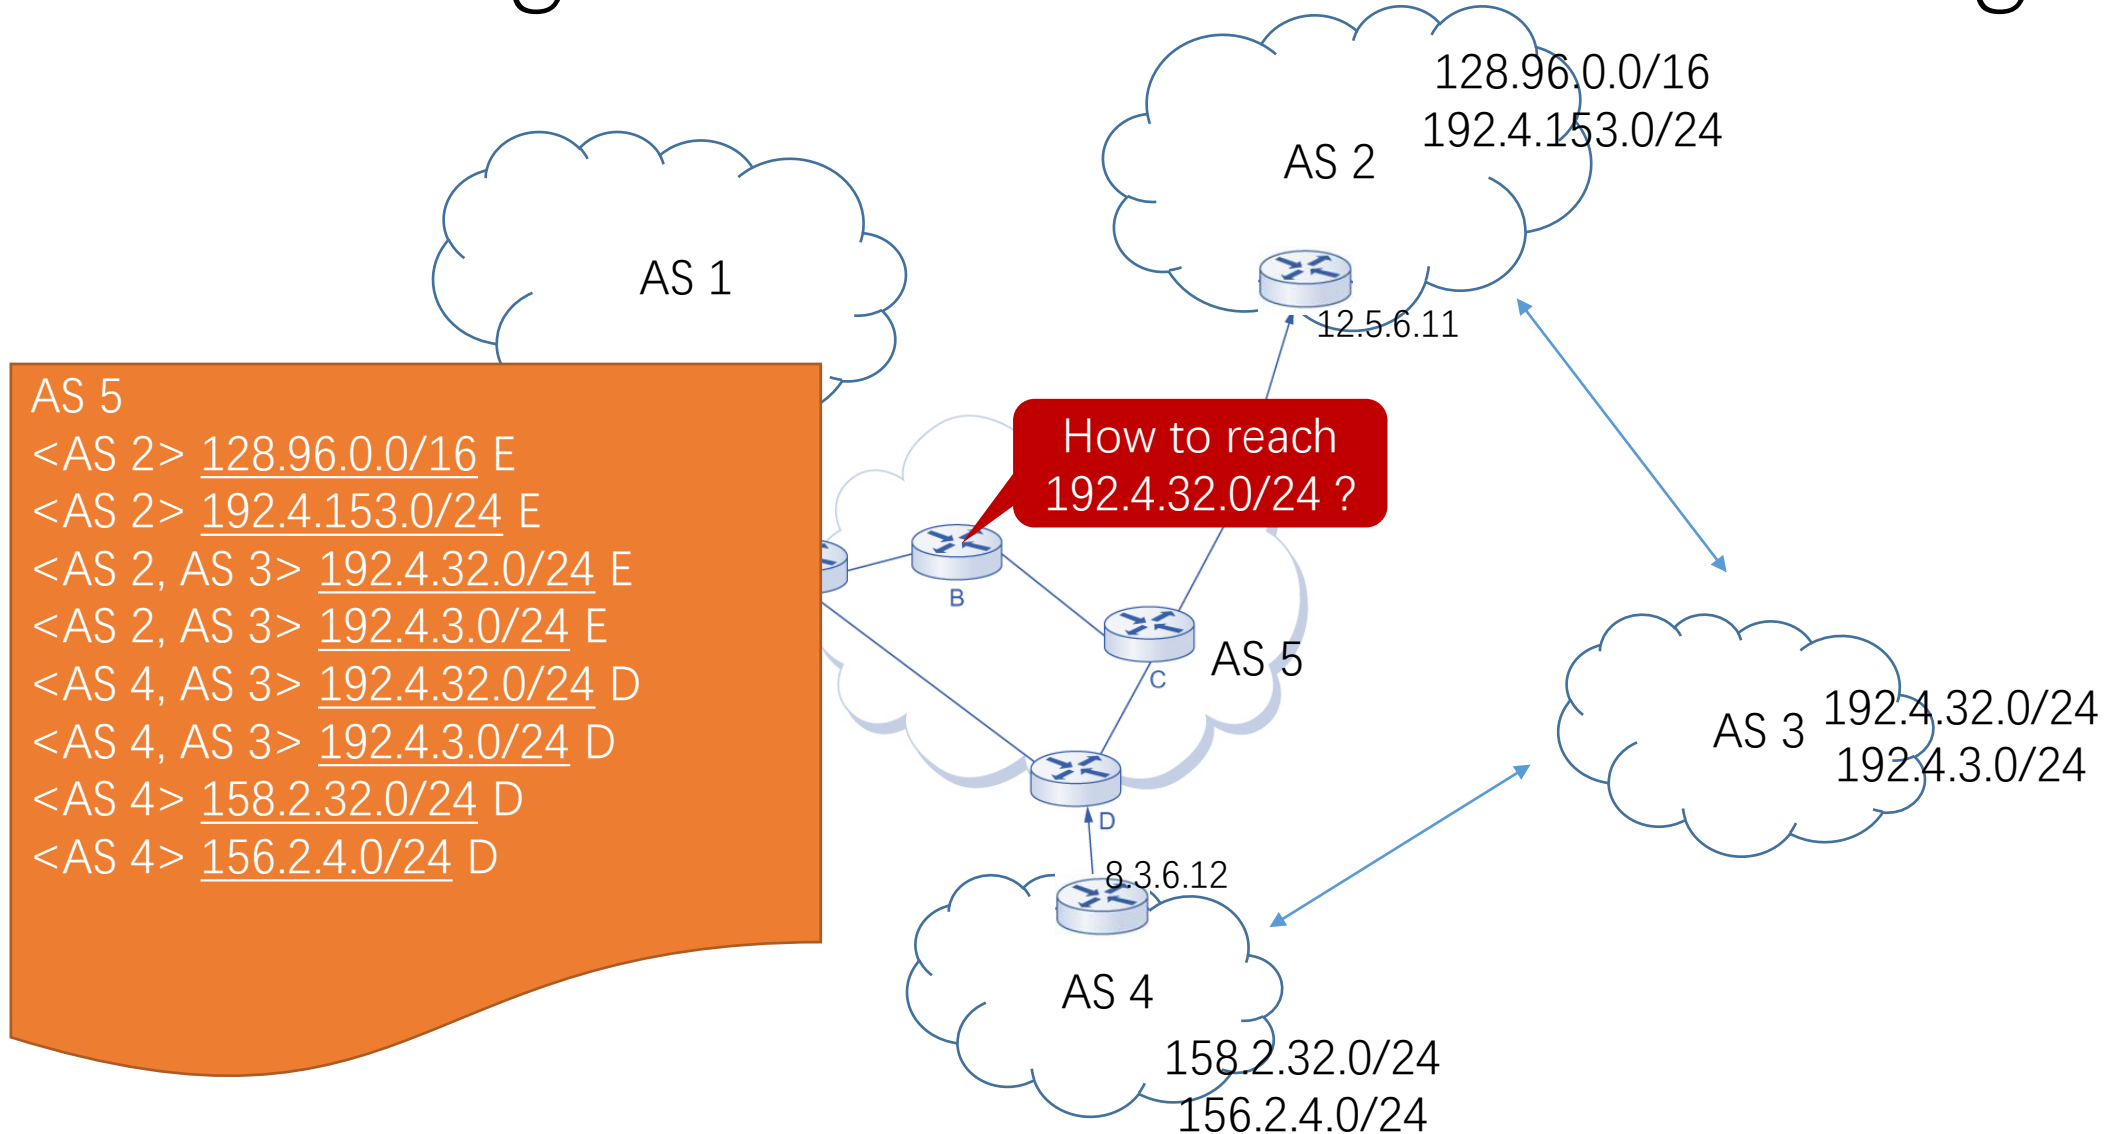 128.96.0.0/16
192.4.153.0/24
AS 2
AS 1
12.5.6.11
AS 5
<AS 2> 128.96.0.0/16 E
<AS 2> 192.4.153.0/24 E
<AS 2, AS 3> 192.4.32.0/24 E
<AS 2, AS 3> 192.4.3.0/24 E
<AS 4, AS 3> 192.4.32.0/24 D
<AS 4, AS 3> 192.4.3.0/24 D
<AS 4> 158.2.32.0/24 D
<AS 4> 156.2.4.0/24 D
How to reach
192.4.32.0/24 ?
B
C
AS 5
D
8.3.6.12
AS 3
192.4.32.0/24
192.4.3.0/24
AS 4
158.2.32.0/24
156.2.4.0/24